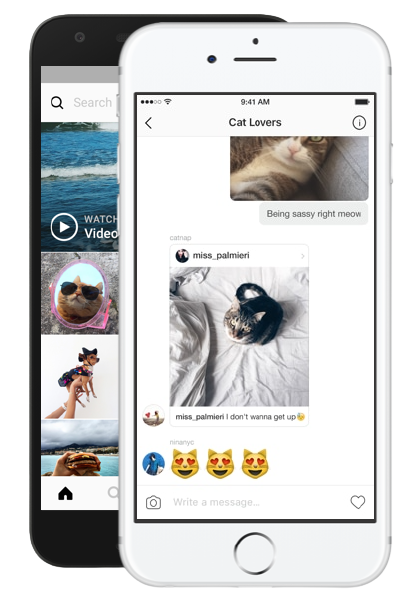 Search
WATCH
Video
9:41 AM
Cat Lovers
Being sassy right meow
catnap
miss_palmieri
miss_palmieri I don't wanna get up
ninanyc
Write a message...